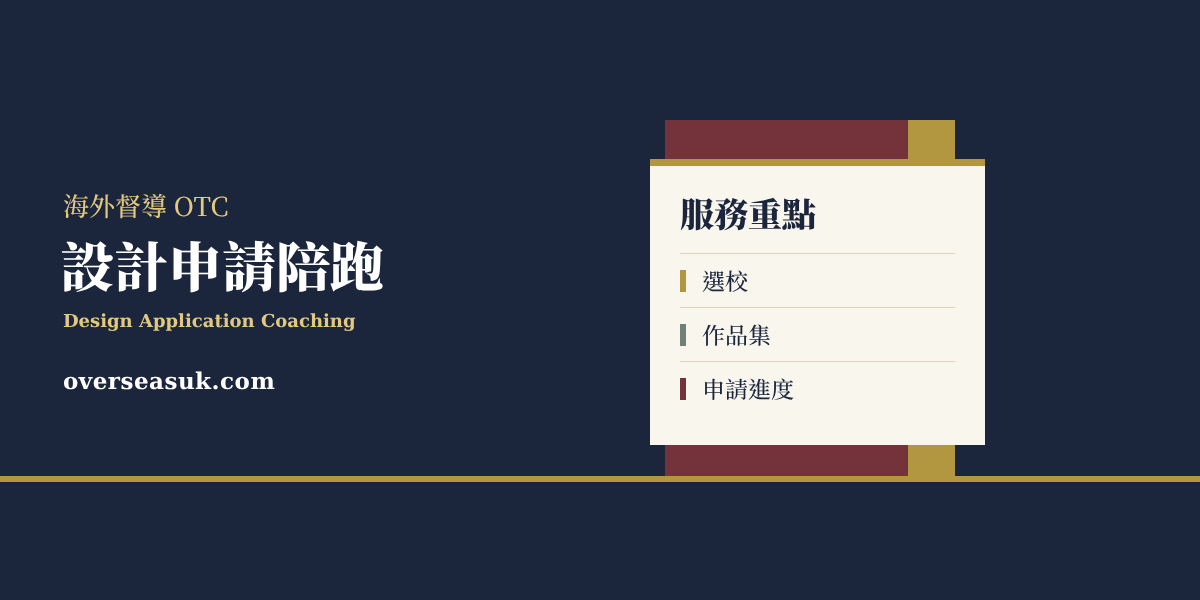 海外督導 OTC
設計申請陪跑
Design Application Coaching
overseasuk.com
服務重點
選校
作品集
申請進度